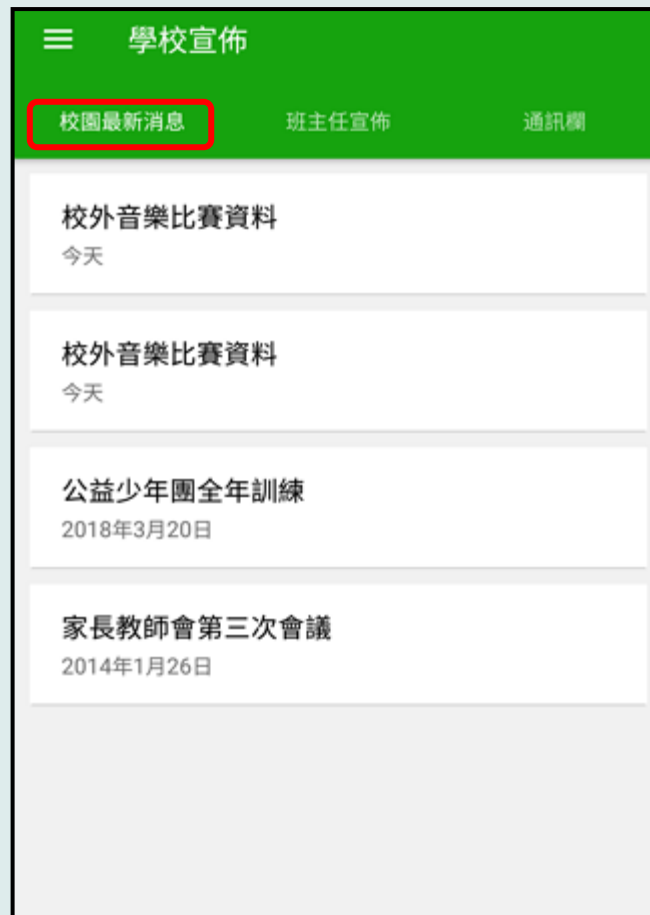 學校宣佈
校園最新消息 班主任宣佈 通訊欄
校外音樂比賽資料
今天
校外音樂比賽資料
今天
公益少年團全年訓練
2018年3月20日
家長教師會第三次會議
2014年1月26日